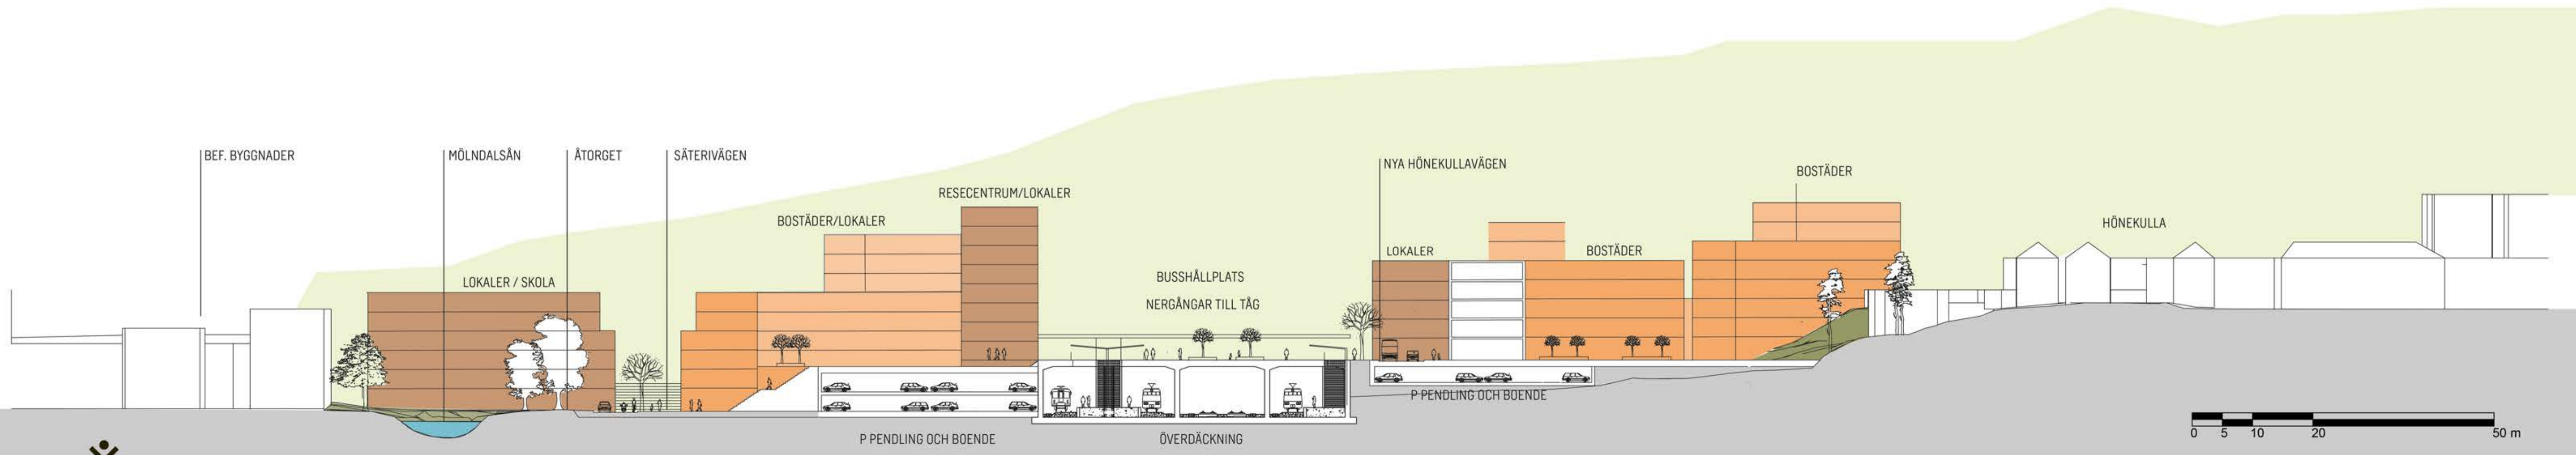 BEF. BYGGNADER
MÖLNDALSÅN
ÅTORGET
SÄTERIVÄGEN
LOKALER / SKOLA
BOSTÄDER/LOKALER
RESECENTRUM/LOKALER
BUSSHÅLLPLATS
NERGÅNGAR TILL TÅG
NYA HÖNEKULLAVÄGEN
LOKALER
BOSTÄDER
BOSTÄDER
HÖNEKULLA
P PENDLING OCH BOENDE
P PENDLING OCH BOENDE
ÖVERDÄCKNING
0 5 10 20 50 m